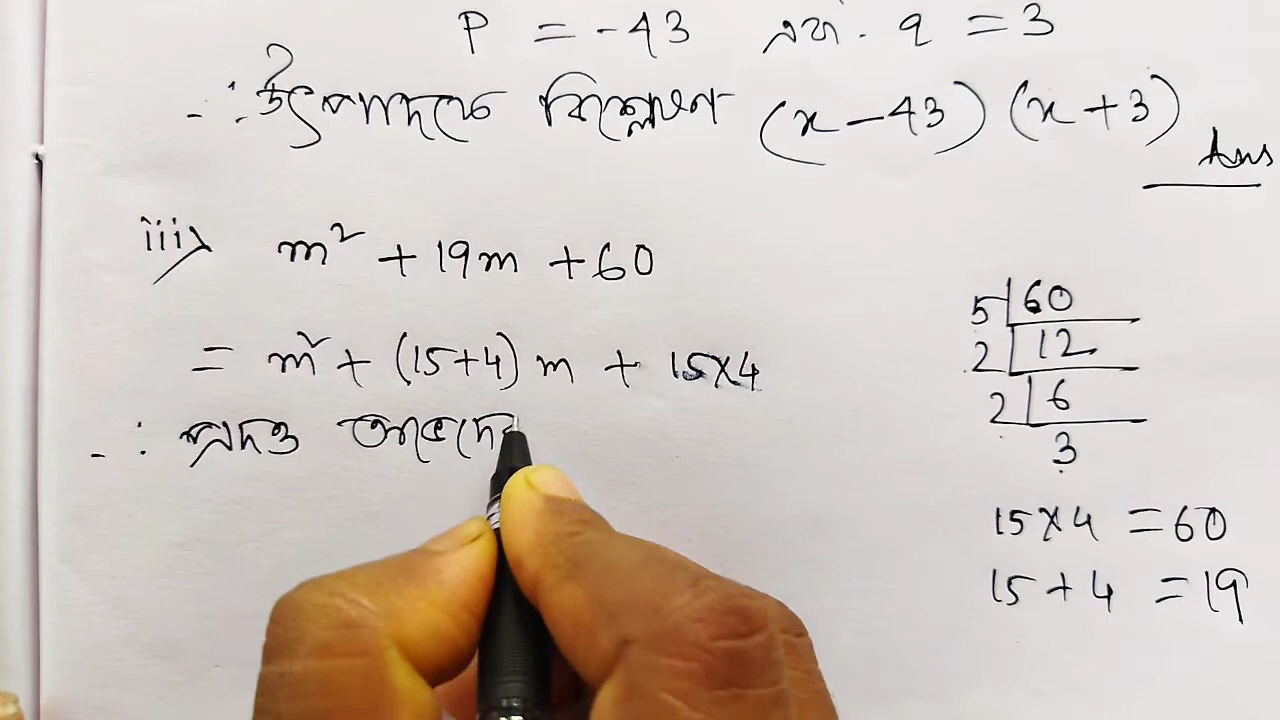 P = -43 এবং q = 3
∴ উৎপাদকে বিশ্লেষণ (x-43) (x+3)
Ans
iii> m² + 19m + 60
= m² + (15+4) m + 15×4
∴ প্রদত্ত অভেদে
5 | 60
2 | 12
2 | 6
3
15×4 = 60
15 + 4 = 19